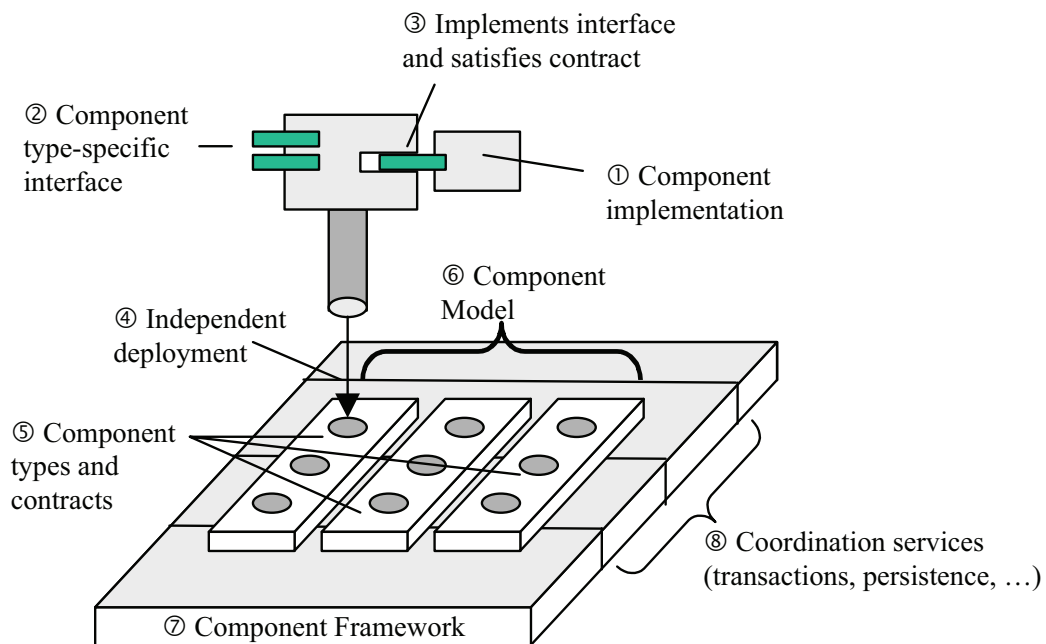 ③ Implements interface
and satisfies contract
② Component
type-specific
interface
① Component
implementation
⑥ Component
Model
④ Independent
deployment
⑤ Component
types and
contracts
⑧ Coordination services
(transactions, persistence, …)
⑦ Component Framework